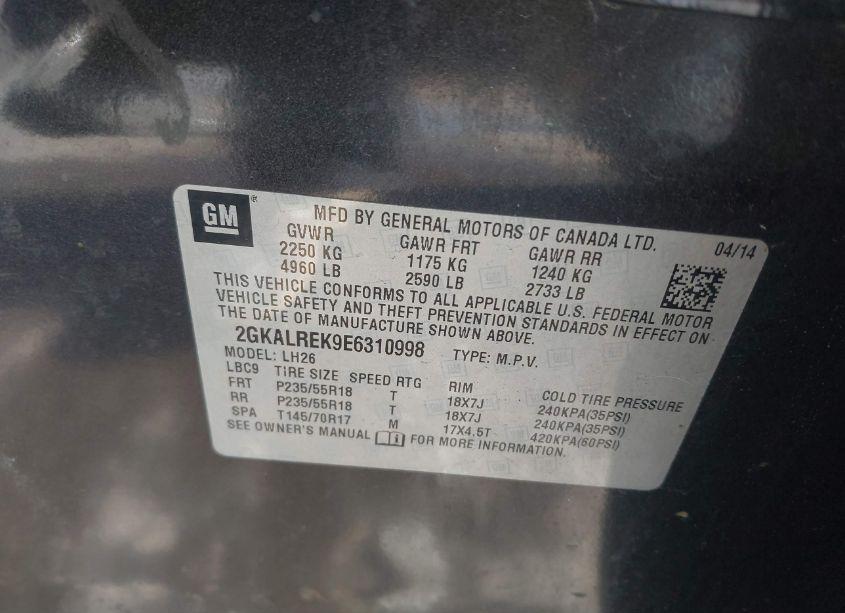 GM®
MFD BY GENERAL MOTORS OF CANADA LTD. 04/14
GVWR GAWR FRT GAWR RR
2250 KG 1175 KG 1240 KG
4960 LB 2590 LB 2733 LB
THIS VEHICLE CONFORMS TO ALL APPLICABLE U.S. FEDERAL MOTOR
VEHICLE SAFETY AND THEFT PREVENTION STANDARDS IN EFFECT ON
THE DATE OF MANUFACTURE SHOWN ABOVE.
2GKALREK9E6310998 TYPE: M.P.V.
MODEL: LH26
LBC9 TIRE SIZE SPEED RTG RIM COLD TIRE PRESSURE
FRT P235/55R18 T 18X7J 240KPA(35PSI)
RR P235/55R18 T 18X7J 240KPA(35PSI)
SPA T145/70R17 M 17X4.5T 420KPA(60PSI)
SEE OWNER'S MANUAL i FOR MORE INFORMATION.